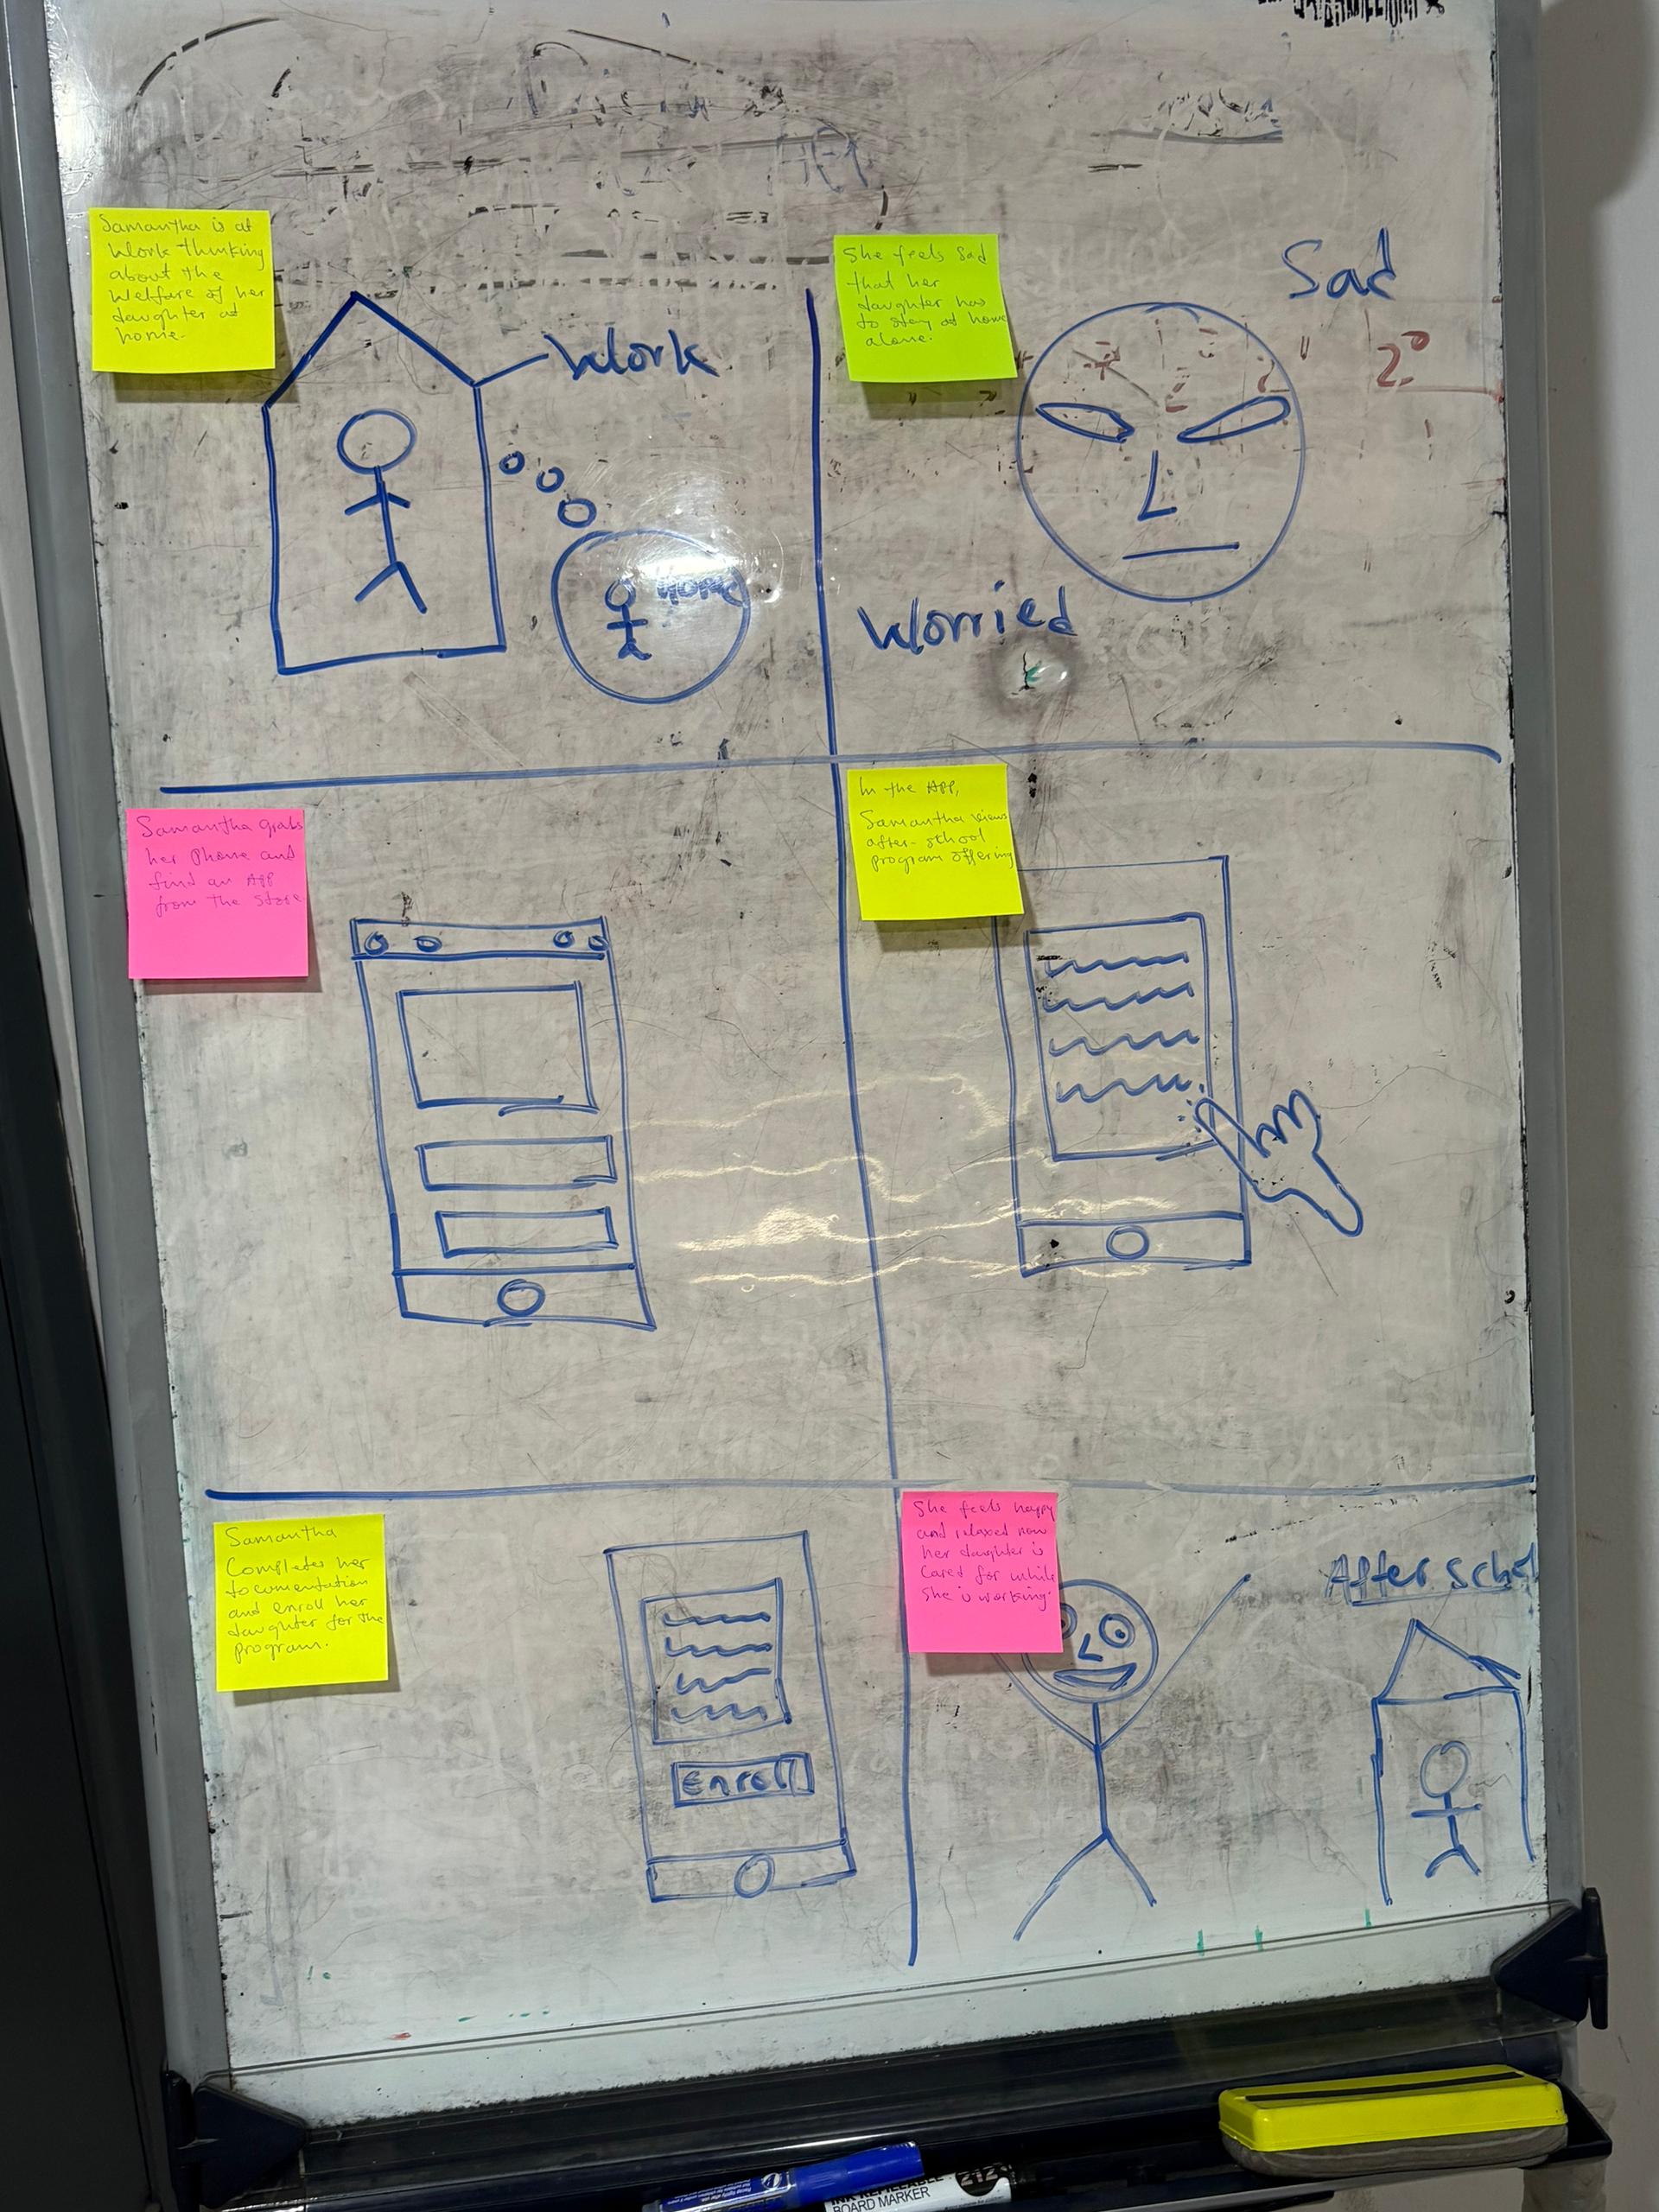 Samantha is at
Work thinking
about the
Welfare of her
daughter at
home.
Work
Home
She feels Sad
that her
daughter has
to stay at home
alone.
Sad
2°
Worried
Samantha grabs
her Phone and
find an APP
from the store
In the APP,
Samantha views
after-school
program offering
Samantha
Completes her
documentation
and enroll her
daughter for the
program.
Enroll
She feels happy
and relaxed now
her daughter is
Cared for while
She is working.
After school
INK REFILLABLE
BOARD MARKER